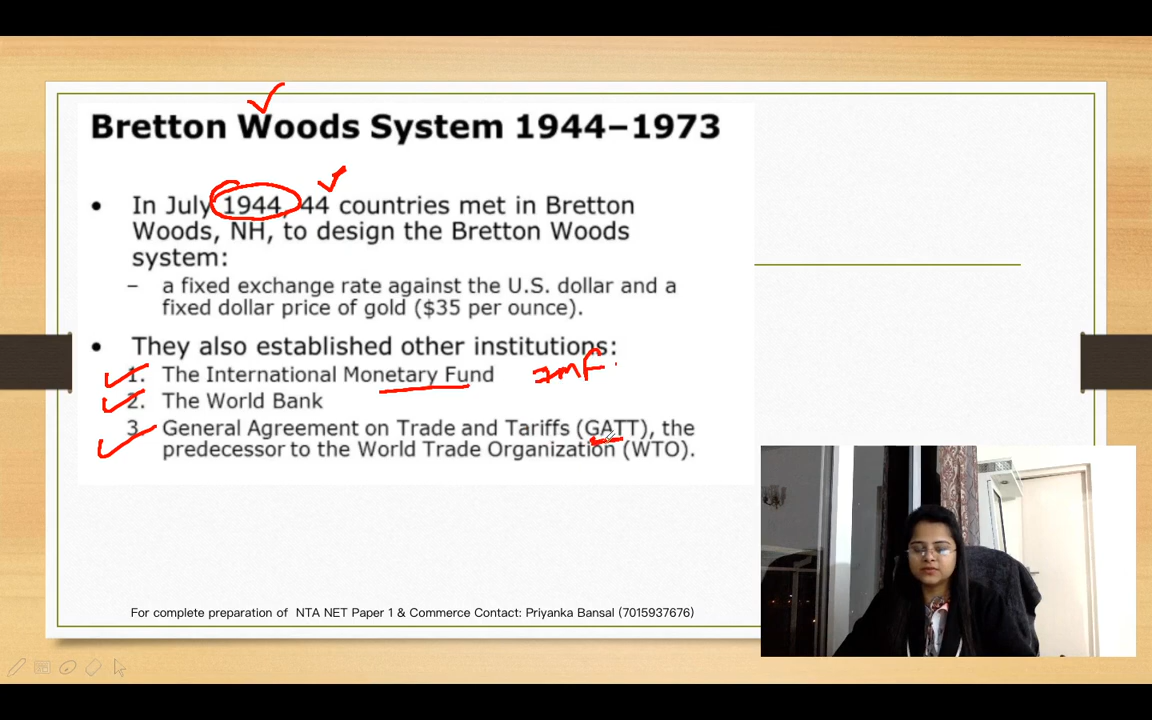 Bretton Woods System 1944–1973
• In July 1944, 44 countries met in Bretton
Woods, NH, to design the Bretton Woods
system:
– a fixed exchange rate against the U.S. dollar and a
fixed dollar price of gold ($35 per ounce).
• They also established other institutions:
1. The International Monetary Fund IMF
2. The World Bank
3. General Agreement on Trade and Tariffs (GATT), the
predecessor to the World Trade Organization (WTO).
For complete preparation of NTA NET Paper 1 & Commerce Contact: Priyanka Bansal (7015937676)